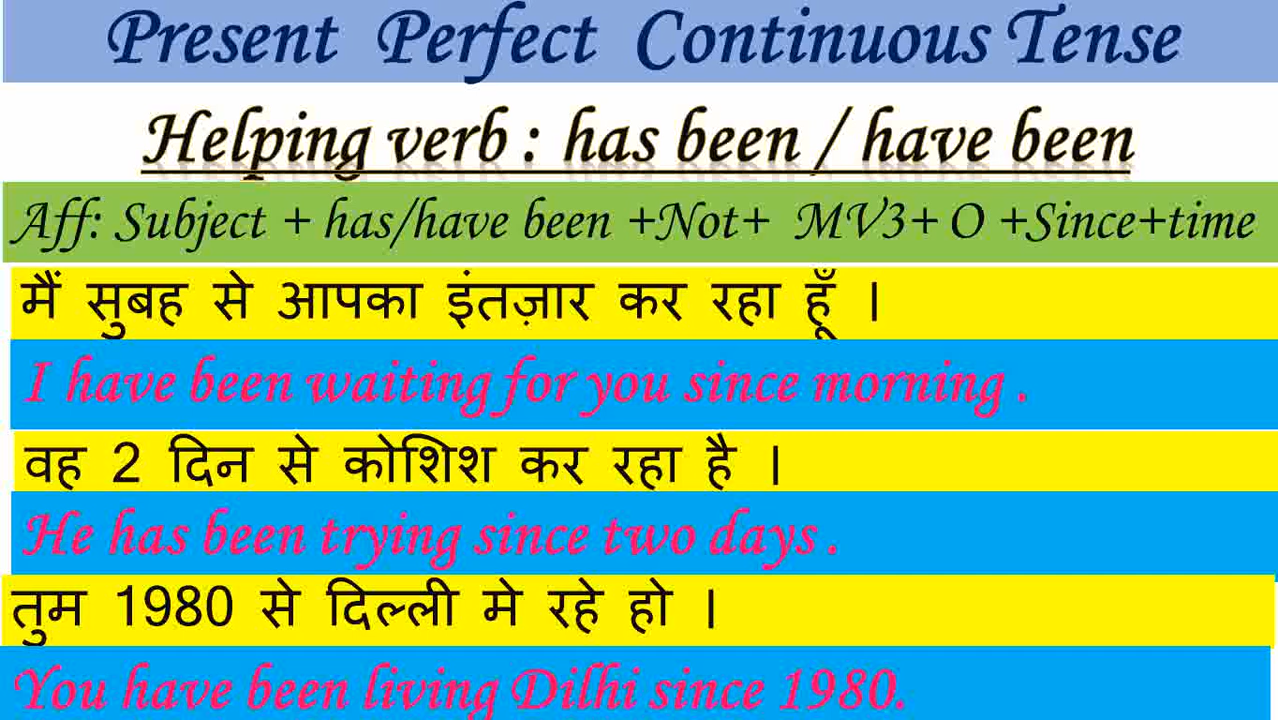 Present Perfect Continuous Tense
Helping verb : has been / have been
Aff: Subject + has/have been +Not+ MV3+ O +Since+time
मैं सुबह से आपका इंतज़ार कर रहा हूँ ।
I have been waiting for you since morning .
वह 2 दिन से कोशिश कर रहा है ।
He has been trying since two days .
तुम 1980 से दिल्ली मे रहे हो ।
You have been living Dilhi since 1980.